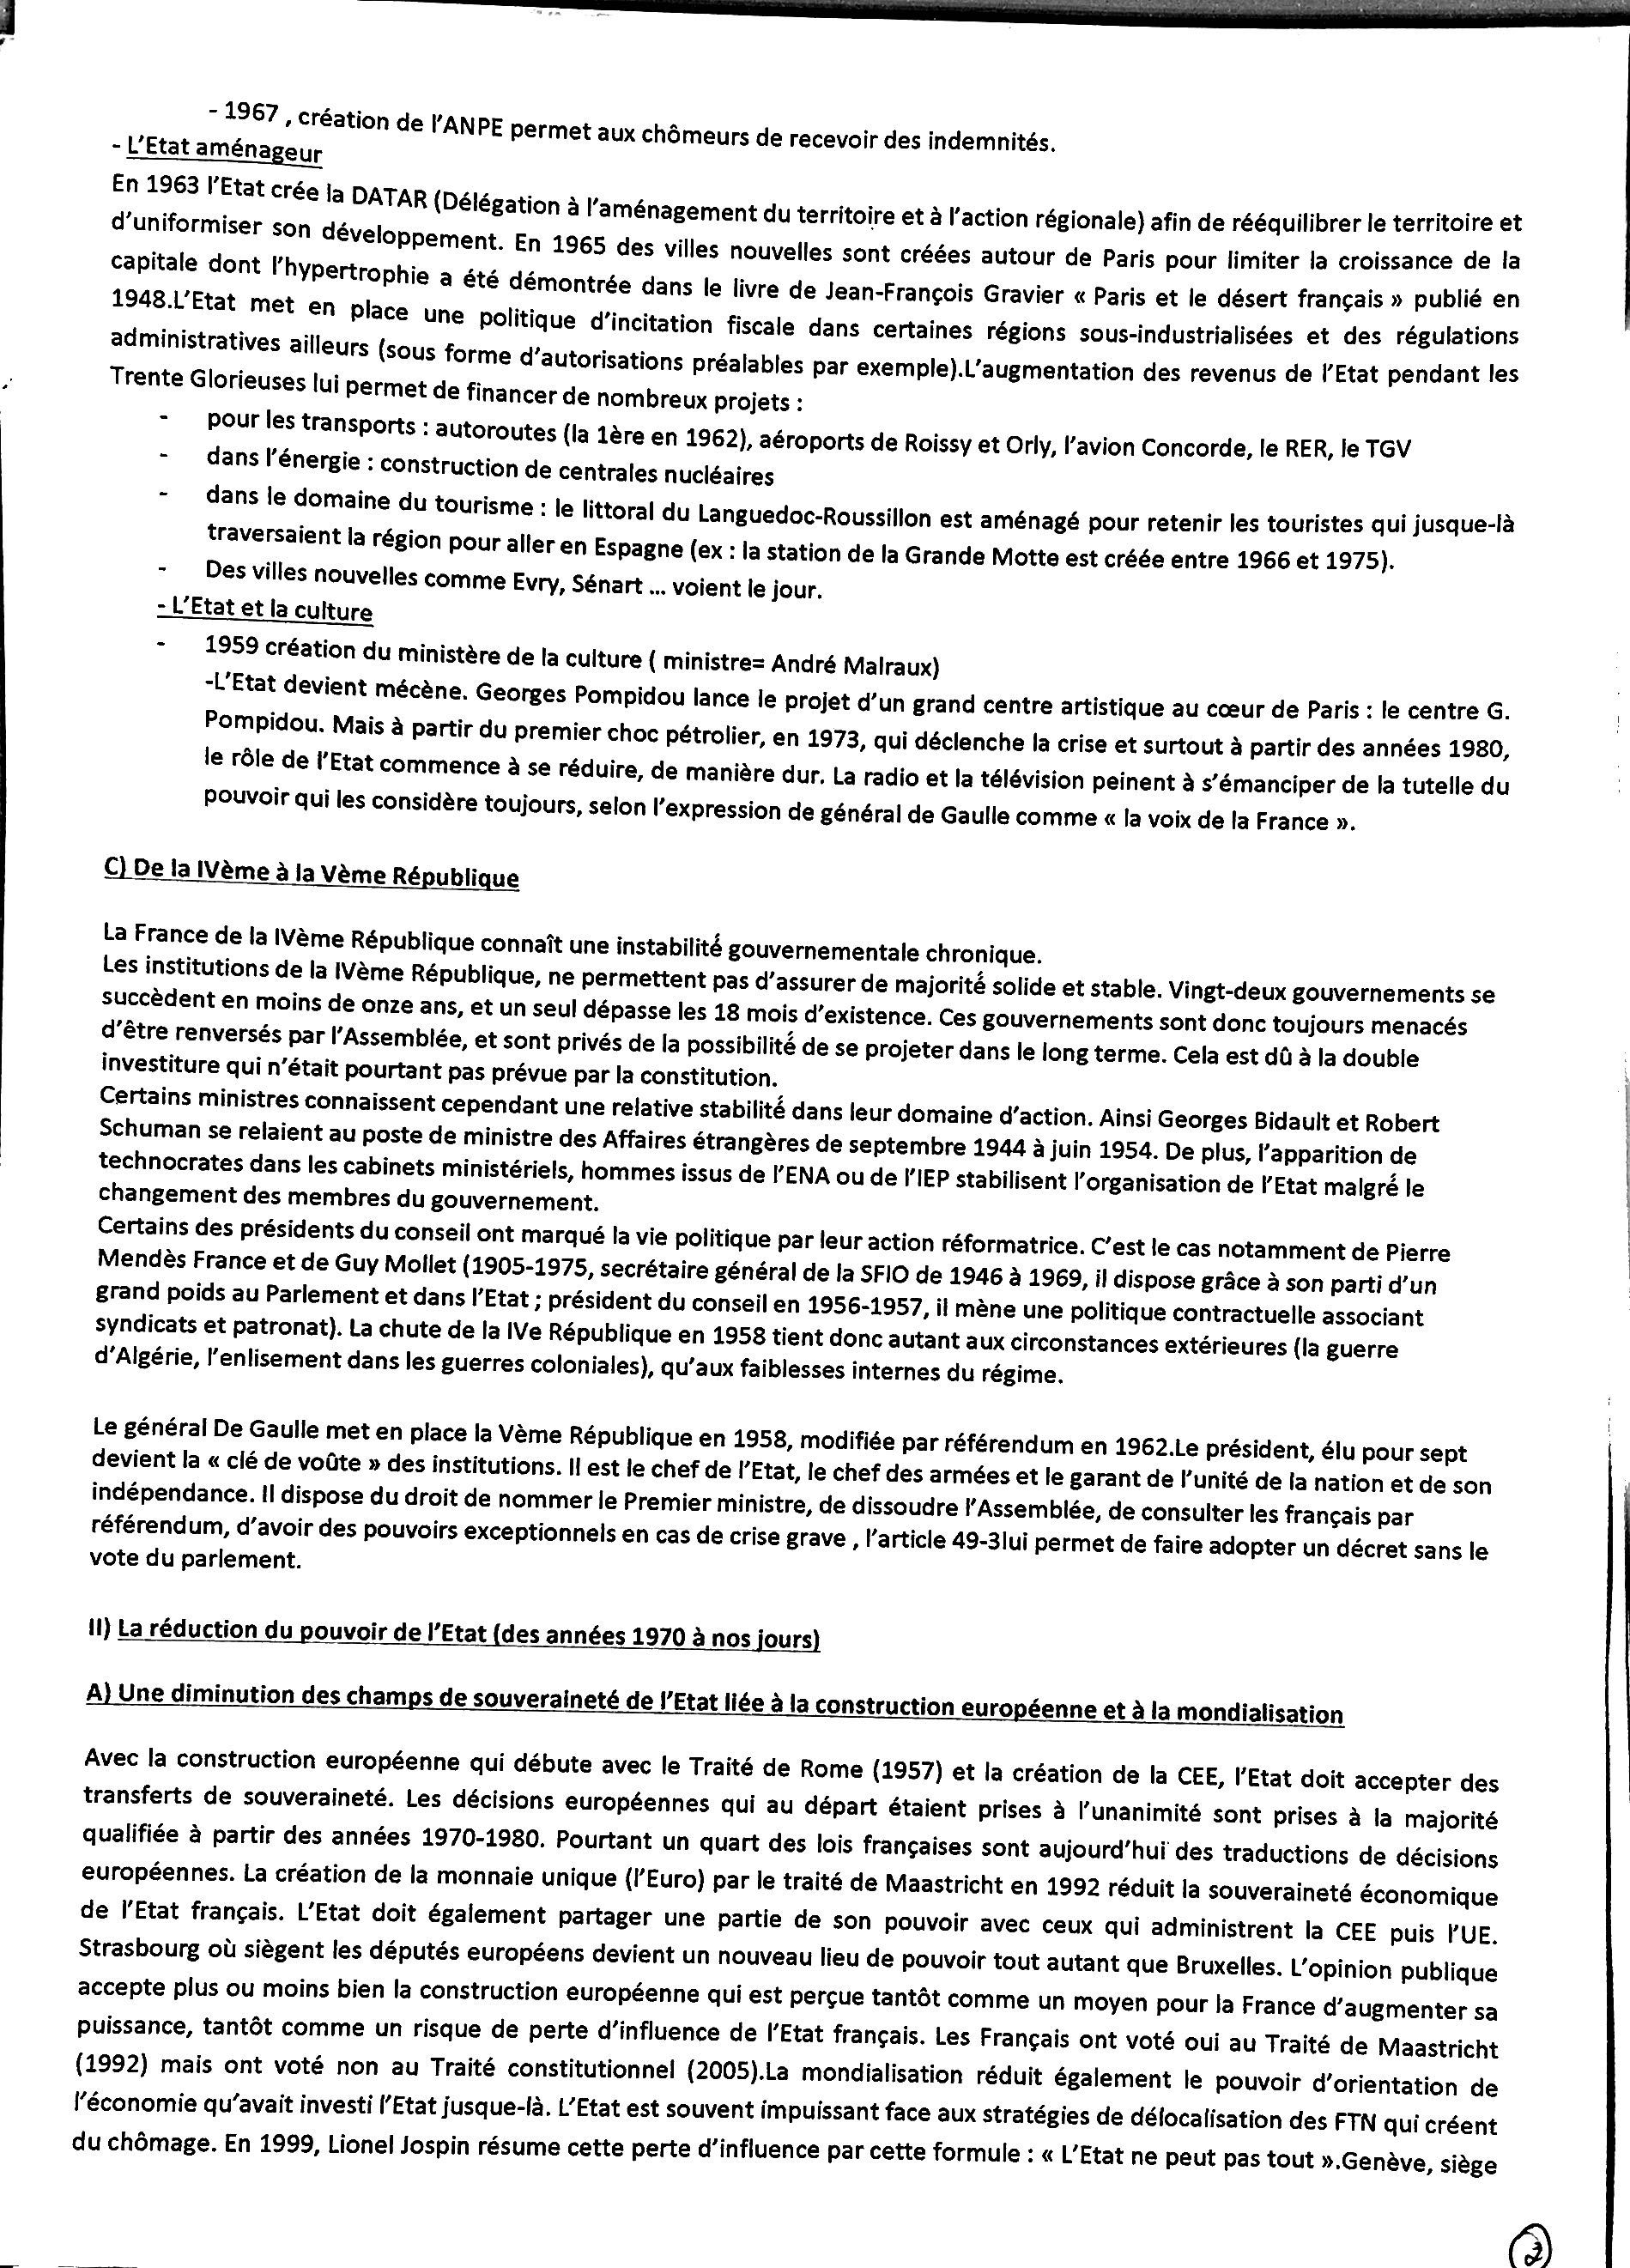 - 1967 , création de l'ANPE permet aux chômeurs de recevoir des indemnités.
- L'Etat aménageur
En 1963 l'Etat crée la DATAR (Délégation à l'aménagement du territoire et à l'action régionale) afin de rééquilibrer le territoire et
d'uniformiser son développement. En 1965 des villes nouvelles sont créées autour de Paris pour limiter la croissance de la
capitale dont l'hypertrophie a été démontrée dans le livre de Jean-François Gravier « Paris et le désert français » publié en
1948.L'Etat met en place une politique d'incitation fiscale dans certaines régions sous-industrialisées et des régulations
administratives ailleurs (sous forme d'autorisations préalables par exemple).L'augmentation des revenus de l'Etat pendant les
Trente Glorieuses lui permet de financer de nombreux projets :
- pour les transports : autoroutes (la 1ère en 1962), aéroports de Roissy et Orly, l'avion Concorde, le RER, le TGV
- dans l'énergie : construction de centrales nucléaires
- dans le domaine du tourisme : le littoral du Languedoc-Roussillon est aménagé pour retenir les touristes qui jusque-là
traversaient la région pour aller en Espagne (ex : la station de la Grande Motte est créée entre 1966 et 1975).
- Des villes nouvelles comme Evry, Sénart ... voient le jour.
- L'Etat et la culture
- 1959 création du ministère de la culture ( ministre= André Malraux)
-L'Etat devient mécène. Georges Pompidou lance le projet d'un grand centre artistique au cœur de Paris : le centre G.
Pompidou. Mais à partir du premier choc pétrolier, en 1973, qui déclenche la crise et surtout à partir des années 1980,
le rôle de l'Etat commence à se réduire, de manière dur. La radio et la télévision peinent à s'émanciper de la tutelle du
pouvoir qui les considère toujours, selon l'expression de général de Gaulle comme « la voix de la France ».
C) De la IVème à la Vème République
La France de la IVème République connaît une instabilité gouvernementale chronique.
Les institutions de la IVème République, ne permettent pas d'assurer de majorité solide et stable. Vingt-deux gouvernements se
succèdent en moins de onze ans, et un seul dépasse les 18 mois d'existence. Ces gouvernements sont donc toujours menacés
d'être renversés par l'Assemblée, et sont privés de la possibilité de se projeter dans le long terme. Cela est dû à la double
investiture qui n'était pourtant pas prévue par la constitution.
Certains ministres connaissent cependant une relative stabilité dans leur domaine d'action. Ainsi Georges Bidault et Robert
Schuman se relaient au poste de ministre des Affaires étrangères de septembre 1944 à juin 1954. De plus, l'apparition de
technocrates dans les cabinets ministériels, hommes issus de l'ENA ou de l'IEP stabilisent l'organisation de l'Etat malgré le
changement des membres du gouvernement.
Certains des présidents du conseil ont marqué la vie politique par leur action réformatrice. C'est le cas notamment de Pierre
Mendès France et de Guy Mollet (1905-1975, secrétaire général de la SFIO de 1946 à 1969, il dispose grâce à son parti d'un
grand poids au Parlement et dans l'Etat ; président du conseil en 1956-1957, il mène une politique contractuelle associant
syndicats et patronat). La chute de la IVe République en 1958 tient donc autant aux circonstances extérieures (la guerre
d'Algérie, l'enlisement dans les guerres coloniales), qu'aux faiblesses internes du régime.
Le général De Gaulle met en place la Vème République en 1958, modifiée par référendum en 1962.Le président, élu pour sept
devient la « clé de voûte » des institutions. Il est le chef de l'Etat, le chef des armées et le garant de l'unité de la nation et de son
indépendance. Il dispose du droit de nommer le Premier ministre, de dissoudre l'Assemblée, de consulter les français par
référendum, d'avoir des pouvoirs exceptionnels en cas de crise grave , l'article 49-3lui permet de faire adopter un décret sans le
vote du parlement.
II) La réduction du pouvoir de l'Etat (des années 1970 à nos jours)
A) Une diminution des champs de souveraineté de l'Etat liée à la construction européenne et à la mondialisation
Avec la construction européenne qui débute avec le Traité de Rome (1957) et la création de la CEE, l'Etat doit accepter des
transferts de souveraineté. Les décisions européennes qui au départ étaient prises à l'unanimité sont prises à la majorité
qualifiée à partir des années 1970-1980. Pourtant un quart des lois françaises sont aujourd'hui des traductions de décisions
européennes. La création de la monnaie unique (l'Euro) par le traité de Maastricht en 1992 réduit la souveraineté économique
de l'Etat français. L'Etat doit également partager une partie de son pouvoir avec ceux qui administrent la CEE puis l'UE.
Strasbourg où siègent les députés européens devient un nouveau lieu de pouvoir tout autant que Bruxelles. L'opinion publique
accepte plus ou moins bien la construction européenne qui est perçue tantôt comme un moyen pour la France d'augmenter sa
puissance, tantôt comme un risque de perte d'influence de l'Etat français. Les Français ont voté oui au Traité de Maastricht
(1992) mais ont voté non au Traité constitutionnel (2005).La mondialisation réduit également le pouvoir d'orientation de
l'économie qu'avait investi l'Etat jusque-là. L'Etat est souvent impuissant face aux stratégies de délocalisation des FTN qui créent
du chômage. En 1999, Lionel Jospin résume cette perte d'influence par cette formule : « L'Etat ne peut pas tout ».Genève, siège
2